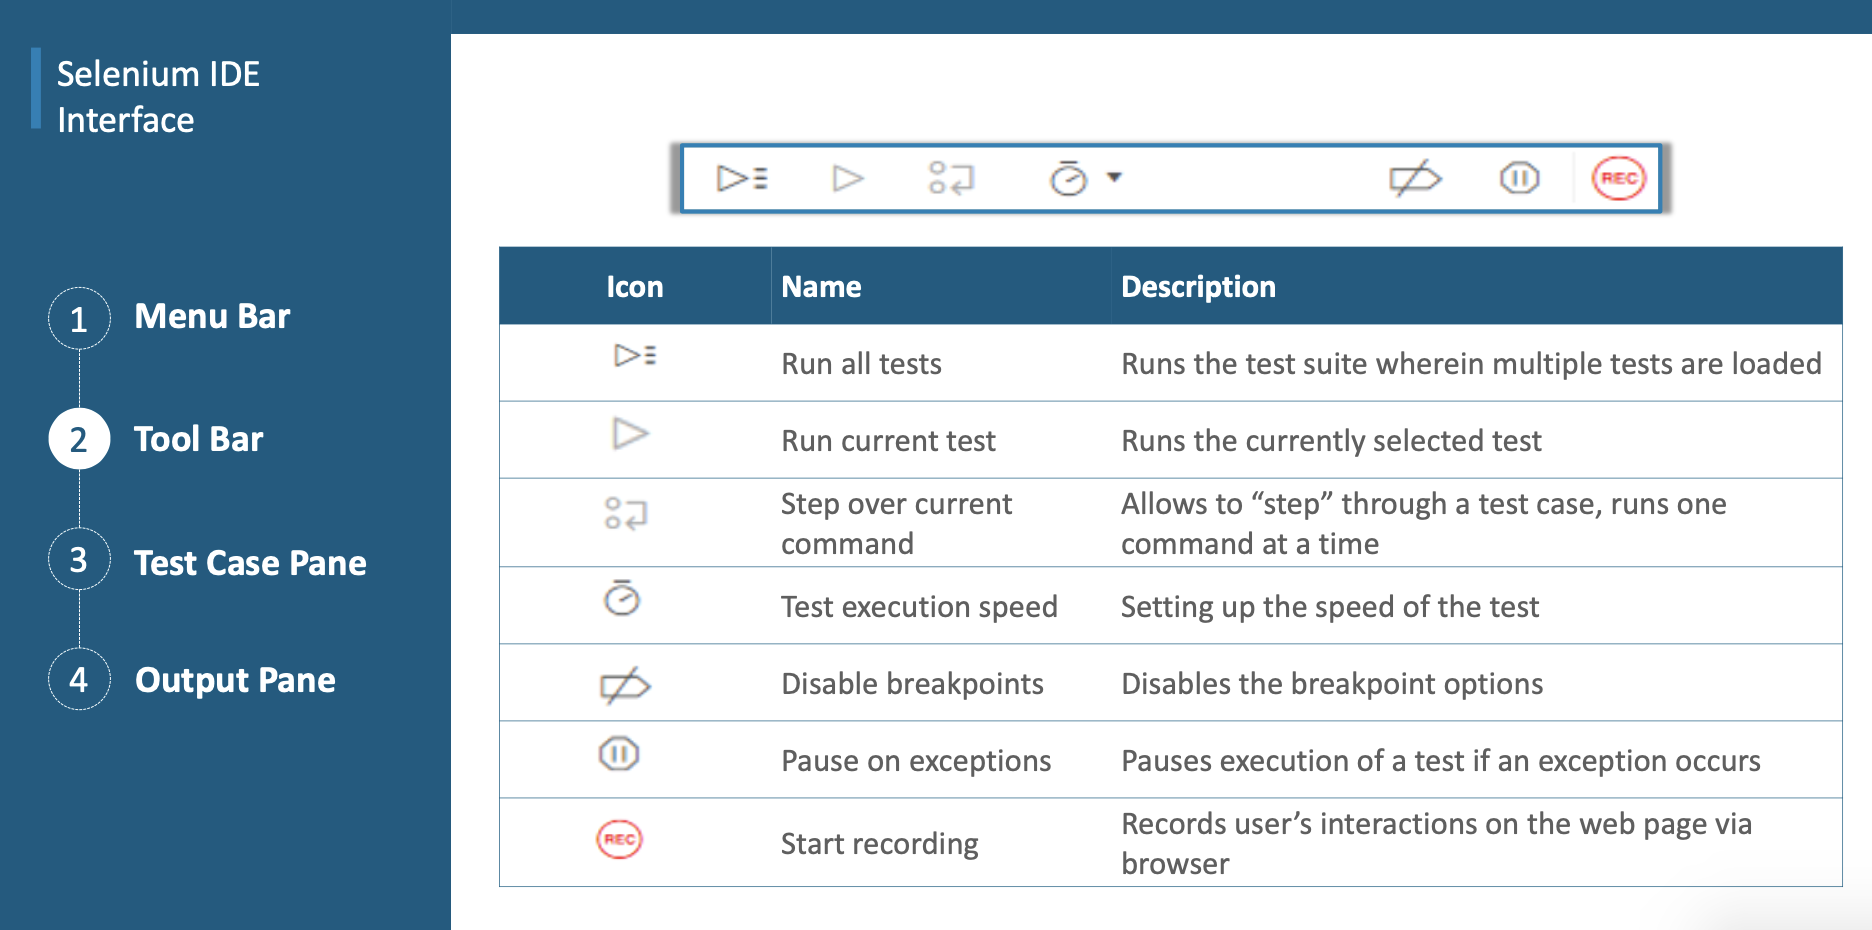 Selenium IDE
Interface
1 Menu Bar
2 Tool Bar
3 Test Case Pane
4 Output Pane
REC
Icon Name Description
Run all tests Runs the test suite wherein multiple tests are loaded
Run current test Runs the currently selected test
Step over current Allows to “step” through a test case, runs one
command command at a time
Test execution speed Setting up the speed of the test
Disable breakpoints Disables the breakpoint options
Pause on exceptions Pauses execution of a test if an exception occurs
REC Start recording Records user’s interactions on the web page via
browser